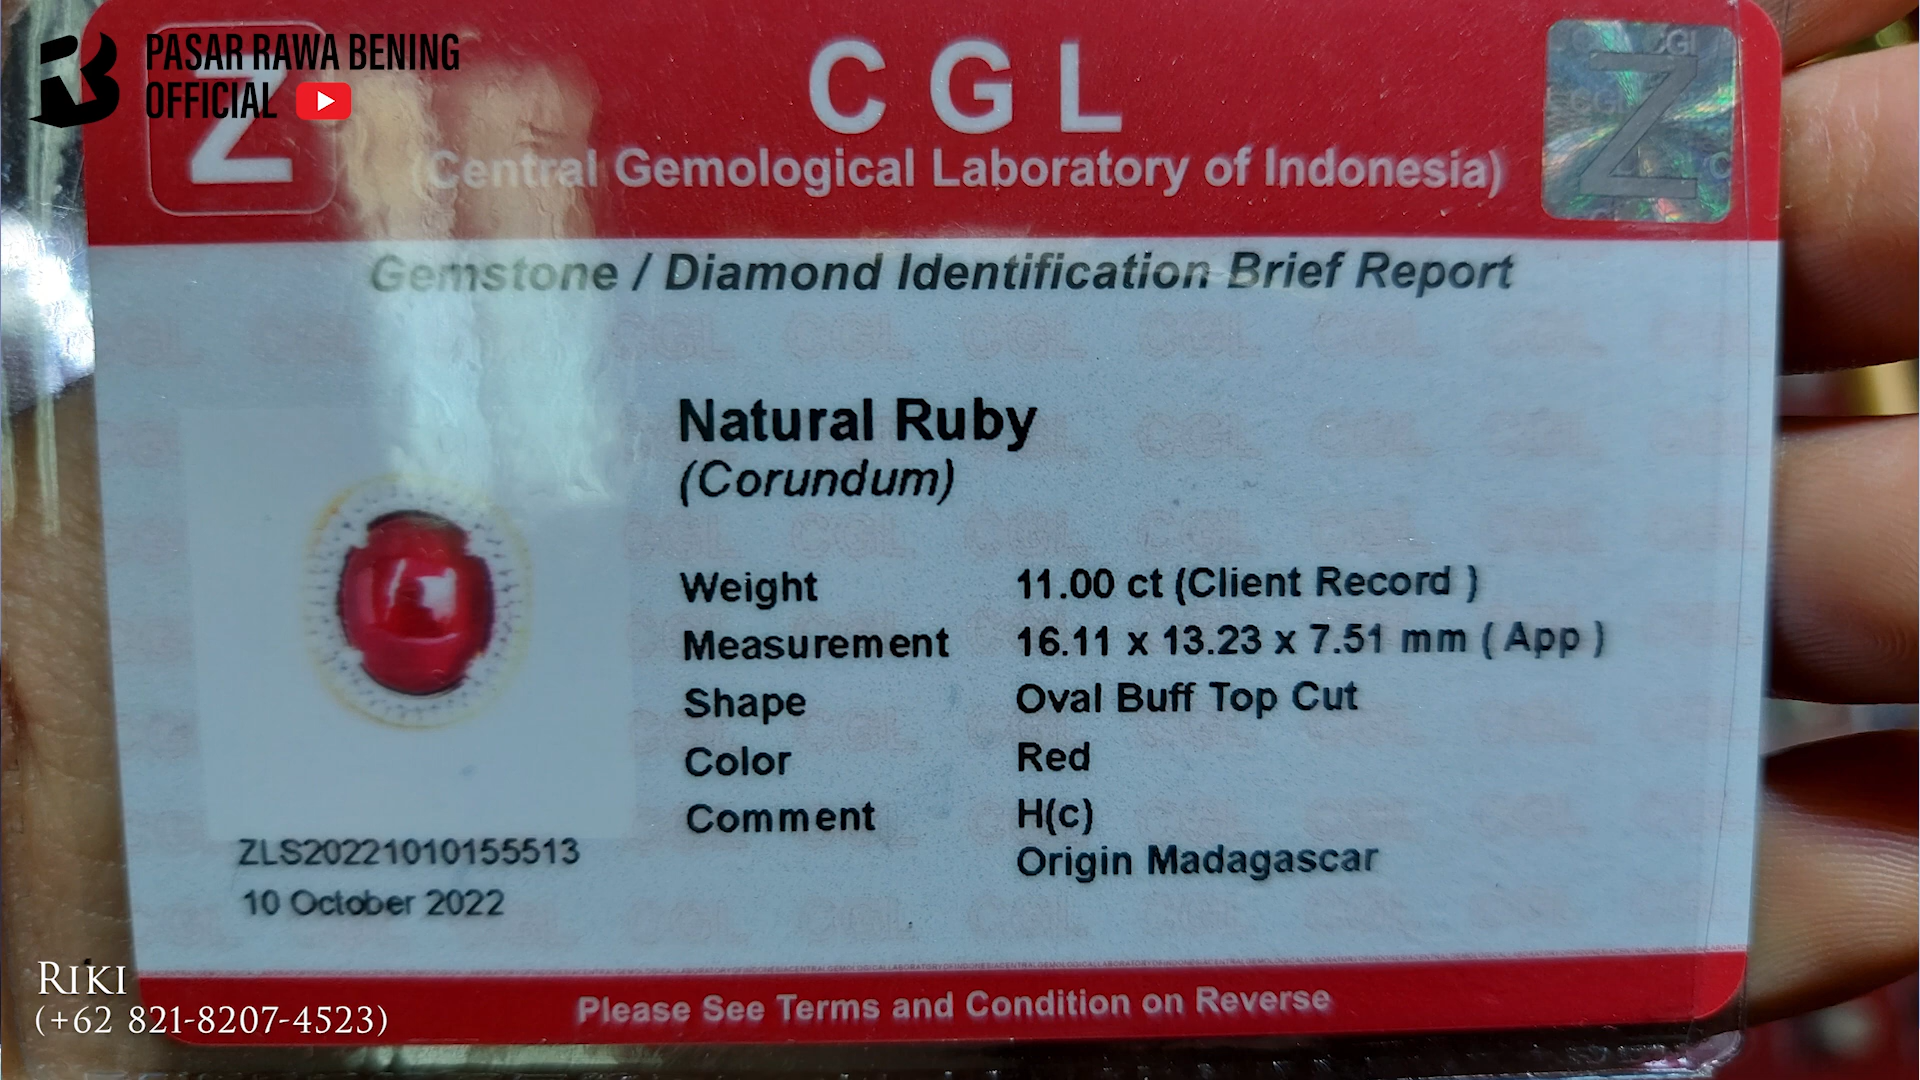 PASAR RAWA BENING
OFFICIAL
Z
C G L
(Central Gemological Laboratory of Indonesia)
Z
Gemstone / Diamond Identification Brief Report
Natural Ruby
(Corundum)
Weight 11.00 ct (Client Record )
Measurement 16.11 x 13.23 x 7.51 mm ( App )
Shape Oval Buff Top Cut
Color Red
Comment H(c)
Origin Madagascar
ZLS20221010155513
10 October 2022
Please See Terms and Condition on Reverse
RIKI
(+62 821-8207-4523)